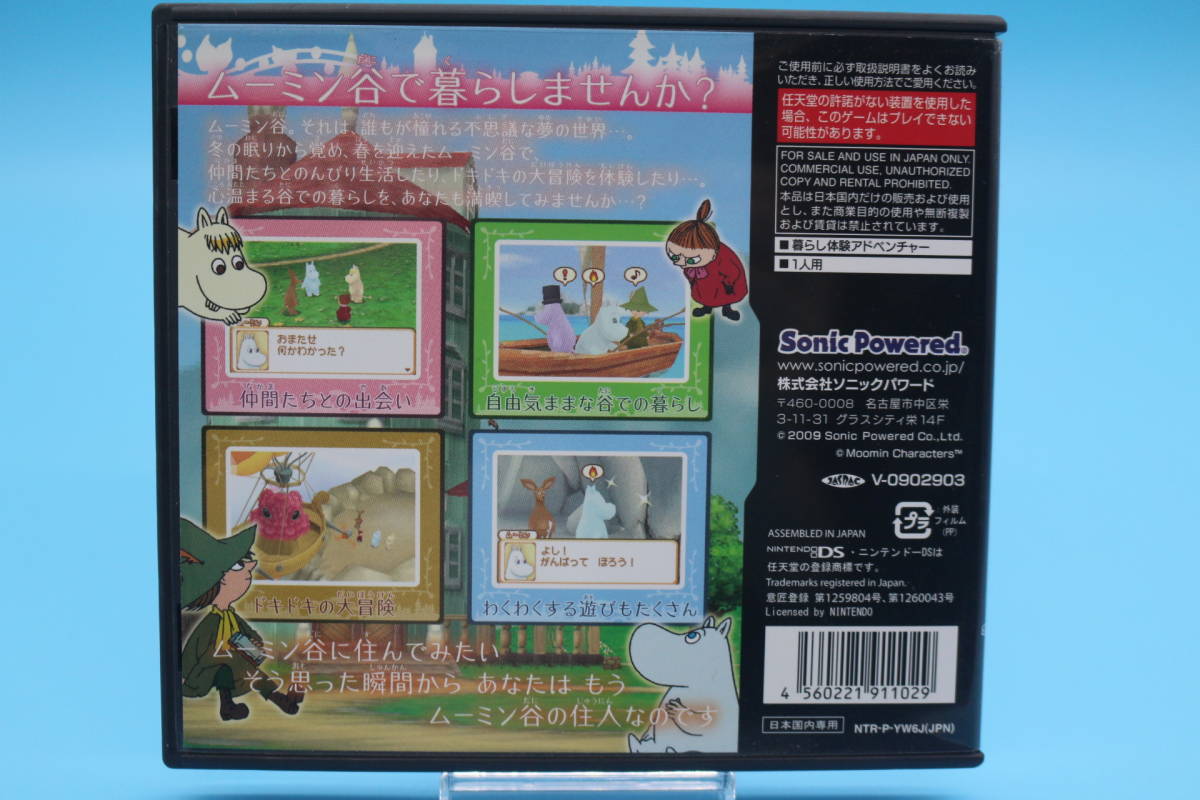 ムーミン谷で暮らしませんか？
ムーミン谷。それは、誰もが憧れる不思議な夢の世界…。
冬の眠りから覚め、春を迎えたムーミン谷で、
仲間たちとのんびり生活したり、ドキドキの大冒険を体験したり…。
心温まる谷での暮らしを、あなたも満喫してみませんか…？
ムーミン
おまたせ
何かわかった？
仲間たちとの出会い
自由気ままな谷での暮らし
ドキドキの大冒険
ムーミン
よし！
がんばって ほろう！
わくわくする遊びもたくさん
ムーミン谷に住んでみたい
そう思った瞬間から あなたは もう
ムーミン谷の住人なのです
ご使用前に必ず取扱説明書をよくお読み
いただき、正しい使用方法でご愛用ください。
任天堂の許諾がない装置を使用した
場合、このゲームはプレイできない
可能性があります。
FOR SALE AND USE IN JAPAN ONLY.
COMMERCIAL USE, UNAUTHORIZED
COPY AND RENTAL PROHIBITED.
本品は日本国内だけの販売および使用
とし、また商業目的の使用や無断複製
および賃貸は禁止されています。
■暮らし体験アドベンチャー
■1人用
Sonic Powered®
www.sonicpowered.co.jp/
株式会社ソニックパワード
〒460-0008 名古屋市中区栄
3-11-31 グラスシティ栄 14F
© 2009 Sonic Powered Co.,Ltd.
© Moomin Characters™
JASRAC V-0902903
プラ :外装
フィルム
(PP)
ASSEMBLED IN JAPAN
NINTENDO DS・ニンテンドーDSは
任天堂の登録商標です。
Trademarks registered in Japan.
意匠登録 第1259804号、第1260043号
Licensed by NINTENDO
4 560221 911029
日本国内専用 NTR-P-YW6J(JPN)